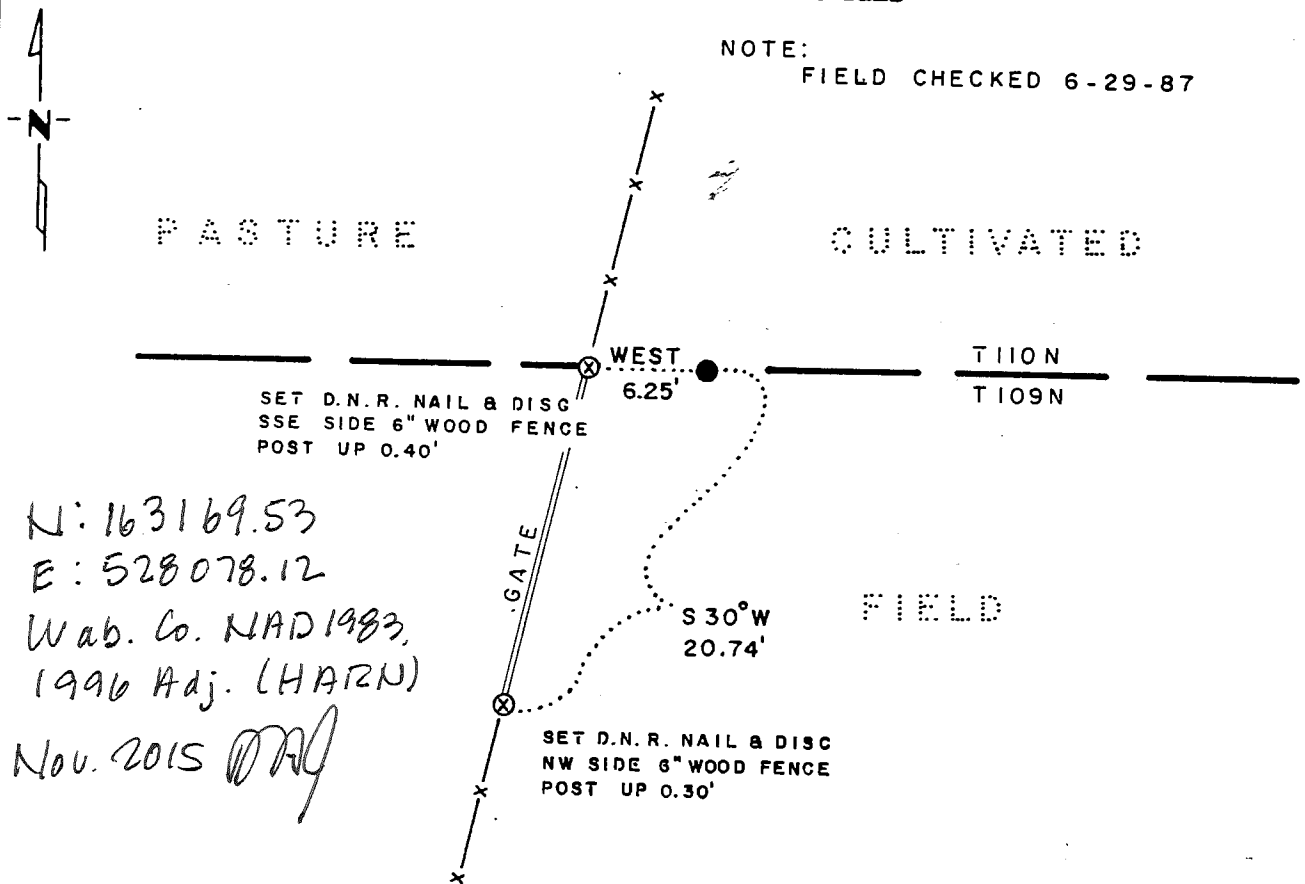 NOTE:
FIELD CHECKED 6-29-87
N
PASTURE
CULTIVATED
WEST
6.25'
T110N
T109N
SET D.N.R. NAIL & DISC
SSE SIDE 6" WOOD FENCE
POST UP 0.40'
GATE
N: 163169.53
E: 528078.12
Wab. Co. NAD1983,
1996 Adj. (HARN)
Nov. 2015
S 30°W
20.74'
FIELD
SET D.N.R. NAIL & DISC
NW SIDE 6" WOOD FENCE
POST UP 0.30'